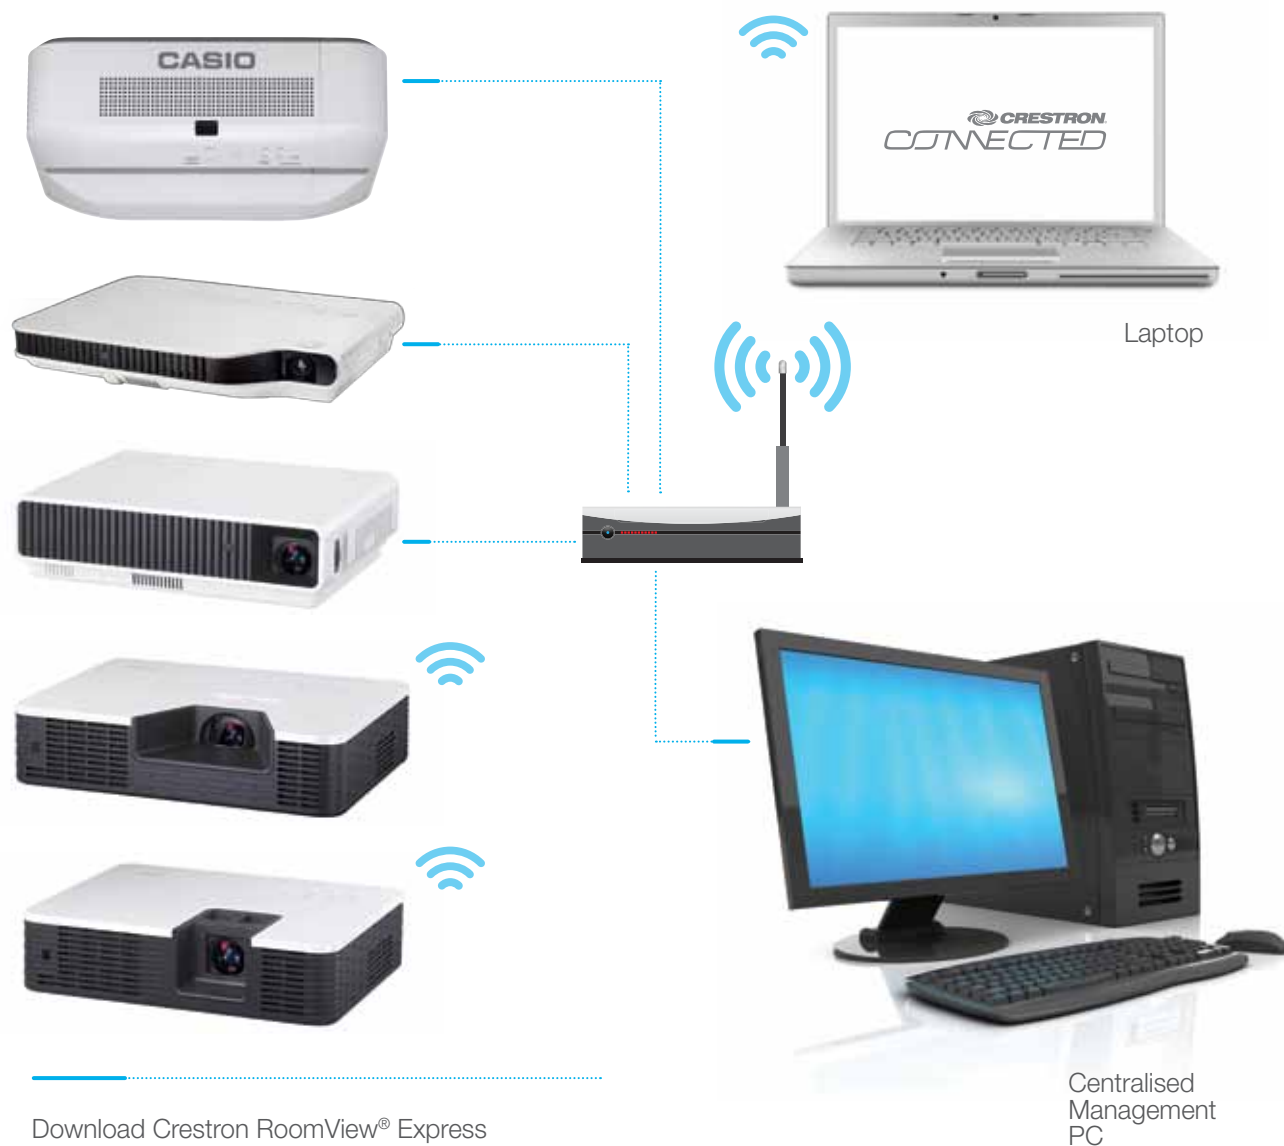 CASIO
CRESTRON
CONNECTED
Laptop
Centralised
Management
PC
Download Crestron RoomView® Express